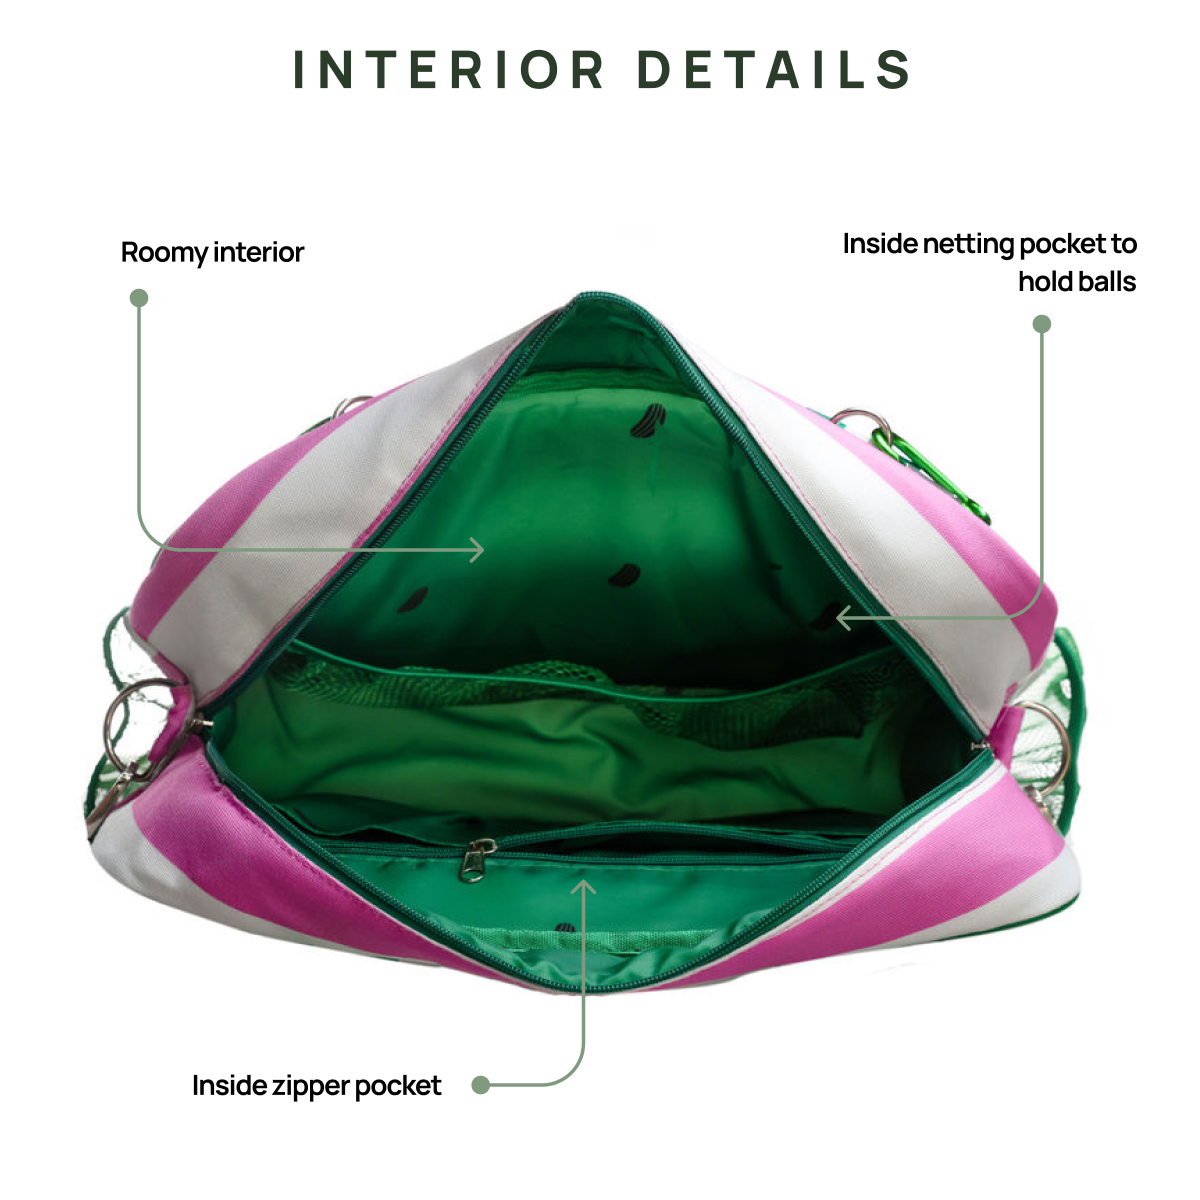 INTERIOR DETAILS
Roomy interior
Inside netting pocket to
hold balls
Inside zipper pocket